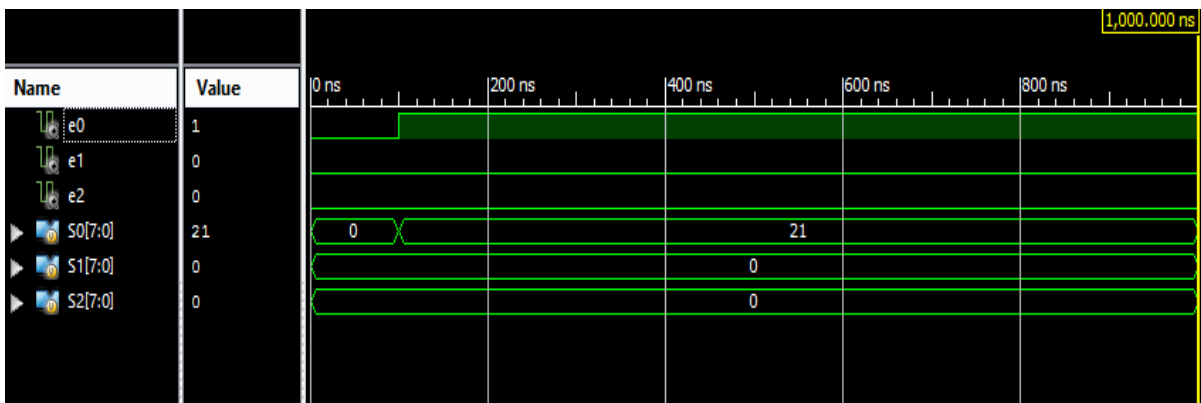 1,000.000 ns
Name Value 0 ns 200 ns 400 ns 600 ns 800 ns
e0 1
e1 0
e2 0
S0[7:0] 21 0 21
S1[7:0] 0 0
S2[7:0] 0 0